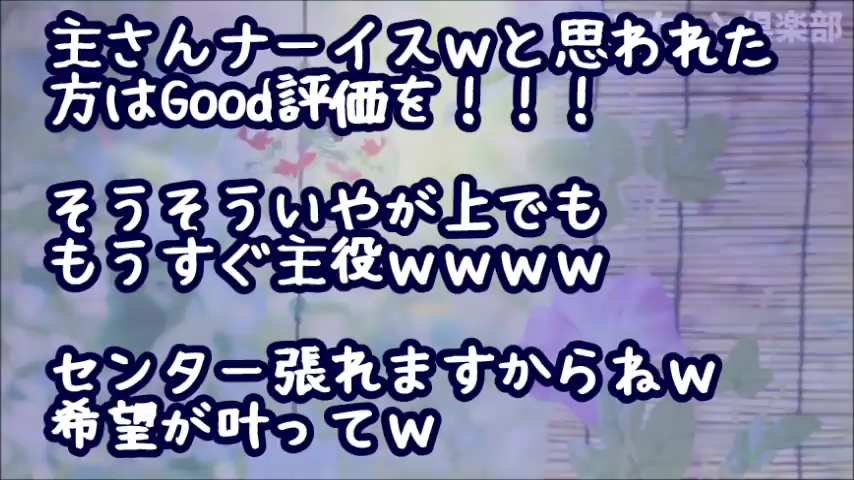 倶楽部
主さんナーイスｗと思われた
方はGood評価を！！！
そうそういやが上でも
もうすぐ主役ｗｗｗｗ
センター張れますからねｗ
希望が叶ってｗ